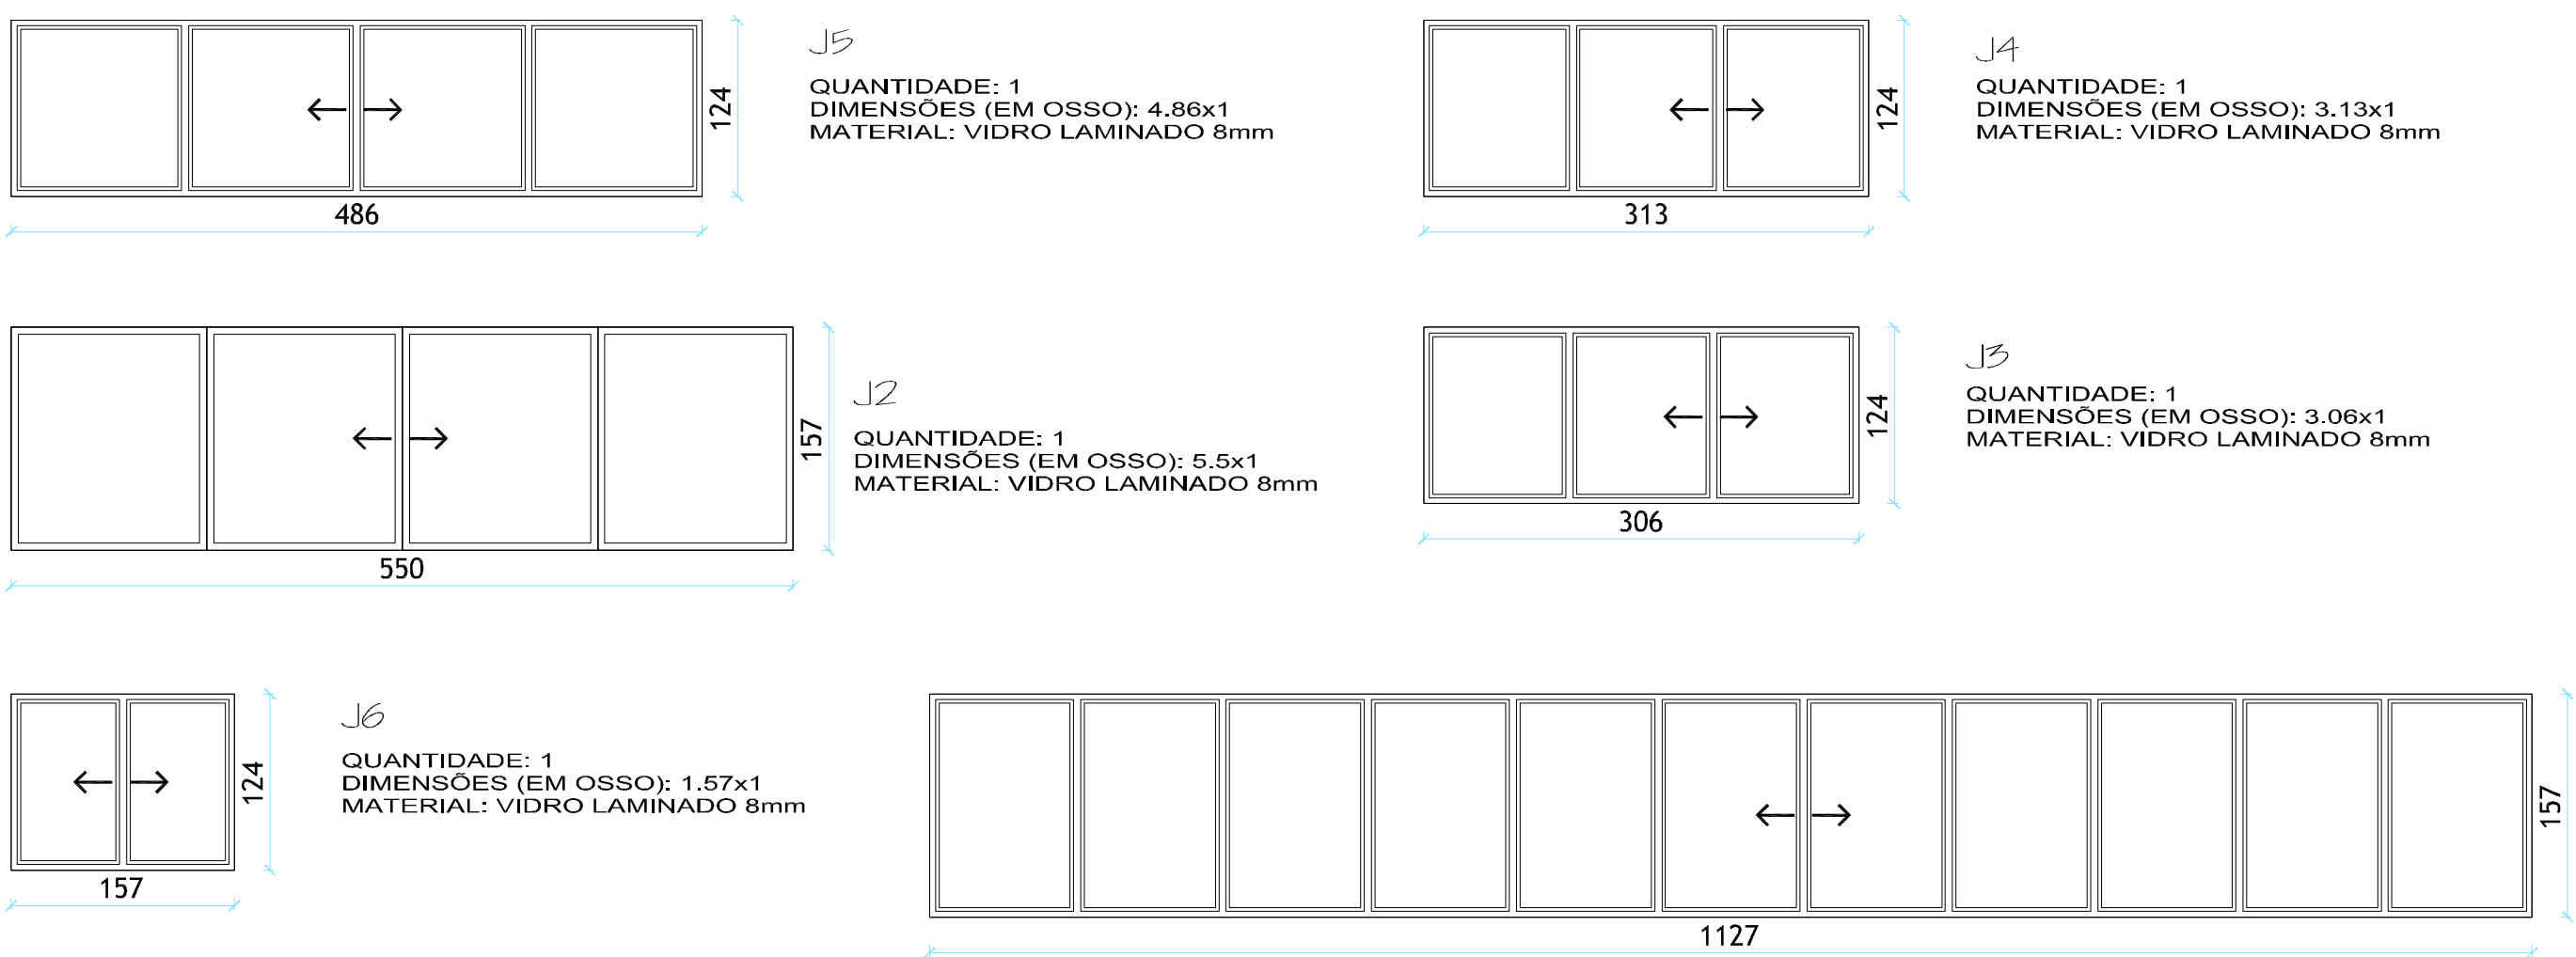 J5
QUANTIDADE: 1
DIMENSÕES (EM OSSO): 4.86x1
MATERIAL: VIDRO LAMINADO 8mm
124
486
J4
QUANTIDADE: 1
DIMENSÕES (EM OSSO): 3.13x1
MATERIAL: VIDRO LAMINADO 8mm
124
313
J2
QUANTIDADE: 1
DIMENSÕES (EM OSSO): 5.5x1
MATERIAL: VIDRO LAMINADO 8mm
157
550
J3
QUANTIDADE: 1
DIMENSÕES (EM OSSO): 3.06x1
MATERIAL: VIDRO LAMINADO 8mm
124
306
J6
QUANTIDADE: 1
DIMENSÕES (EM OSSO): 1.57x1
MATERIAL: VIDRO LAMINADO 8mm
124
157
157
1127